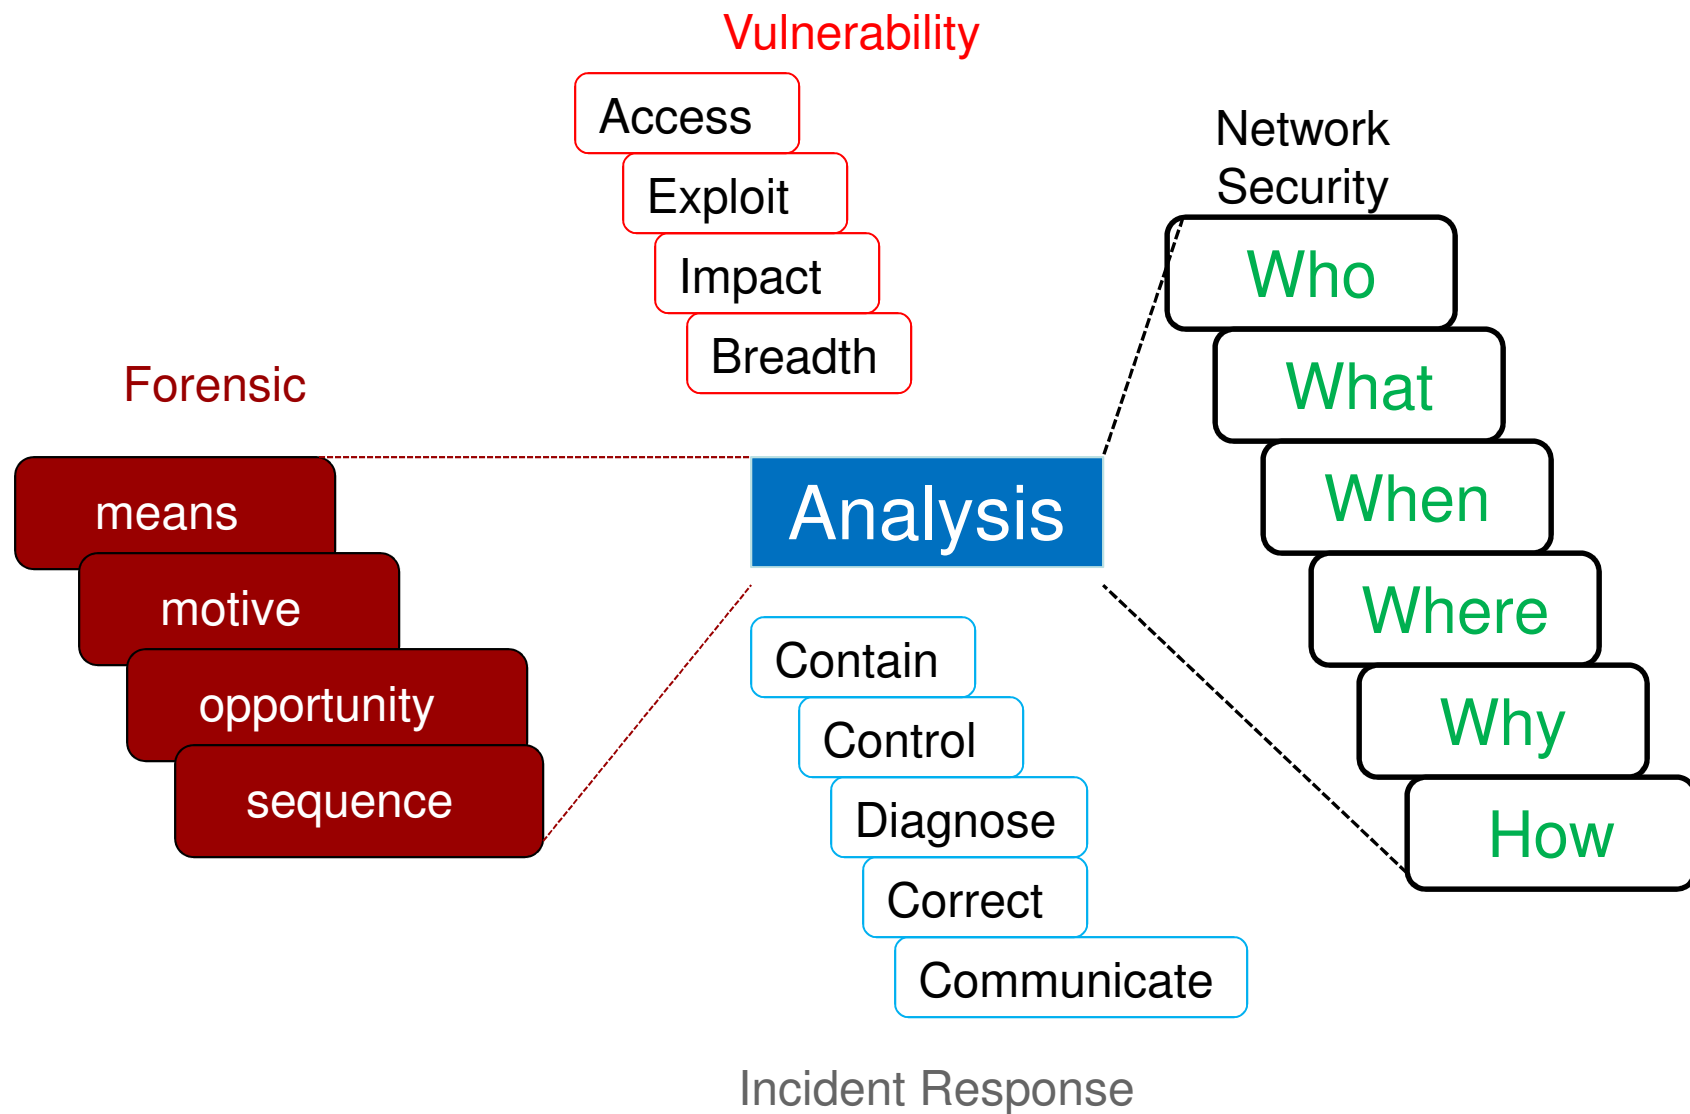 Vulnerability
Access
Exploit
Impact
Breadth
Network
Security
Who
What
When
Where
Why
How
Forensic
means
motive
opportunity
sequence
Analysis
Contain
Control
Diagnose
Correct
Communicate
Incident Response